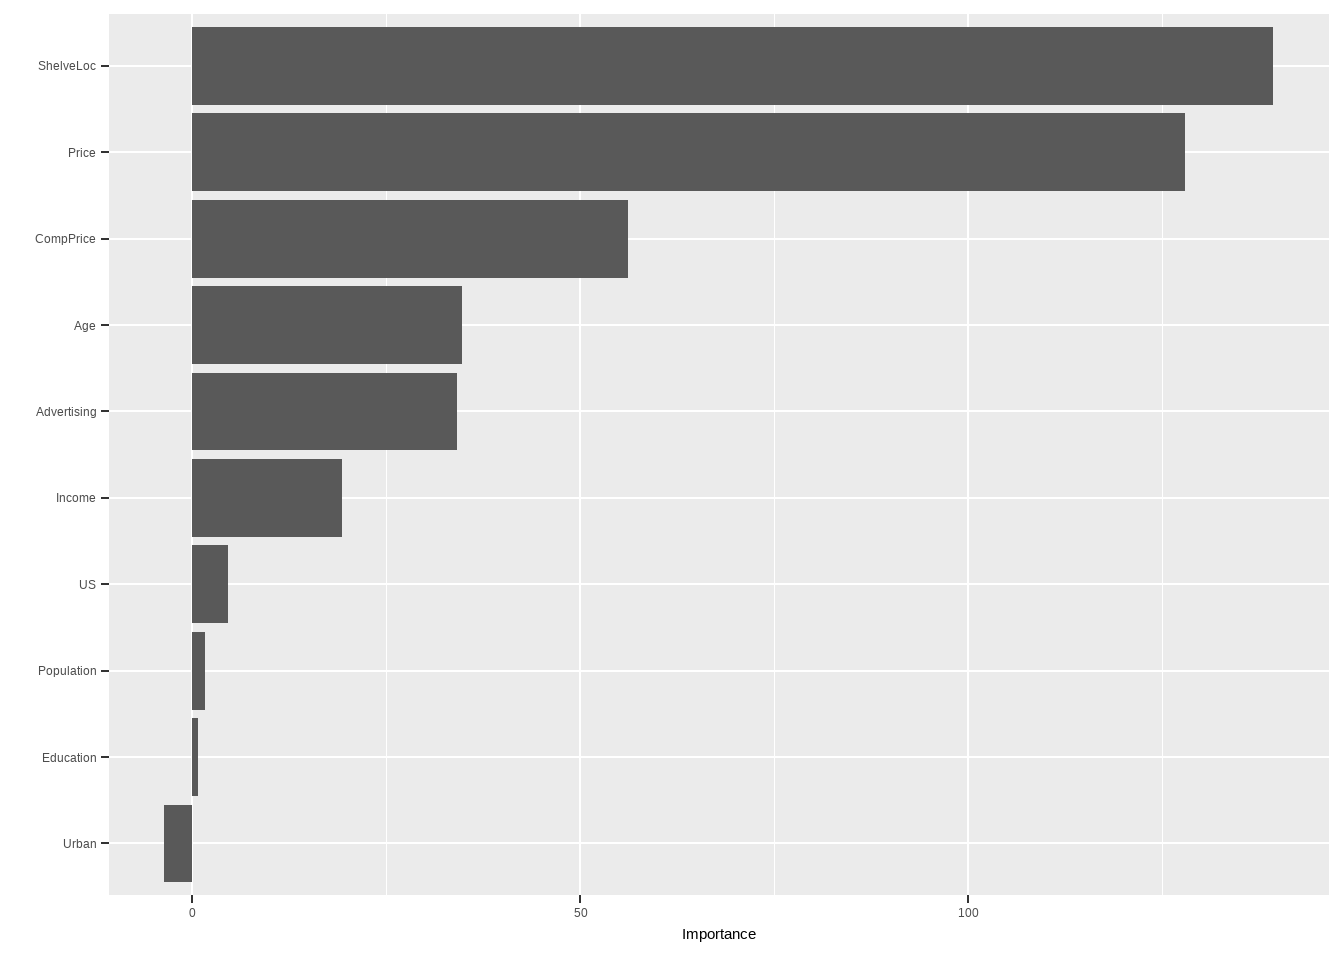 ShelveLoc
Price
CompPrice
Age
Advertising
Income
US
Population
Education
Urban
0 50 100
Importance